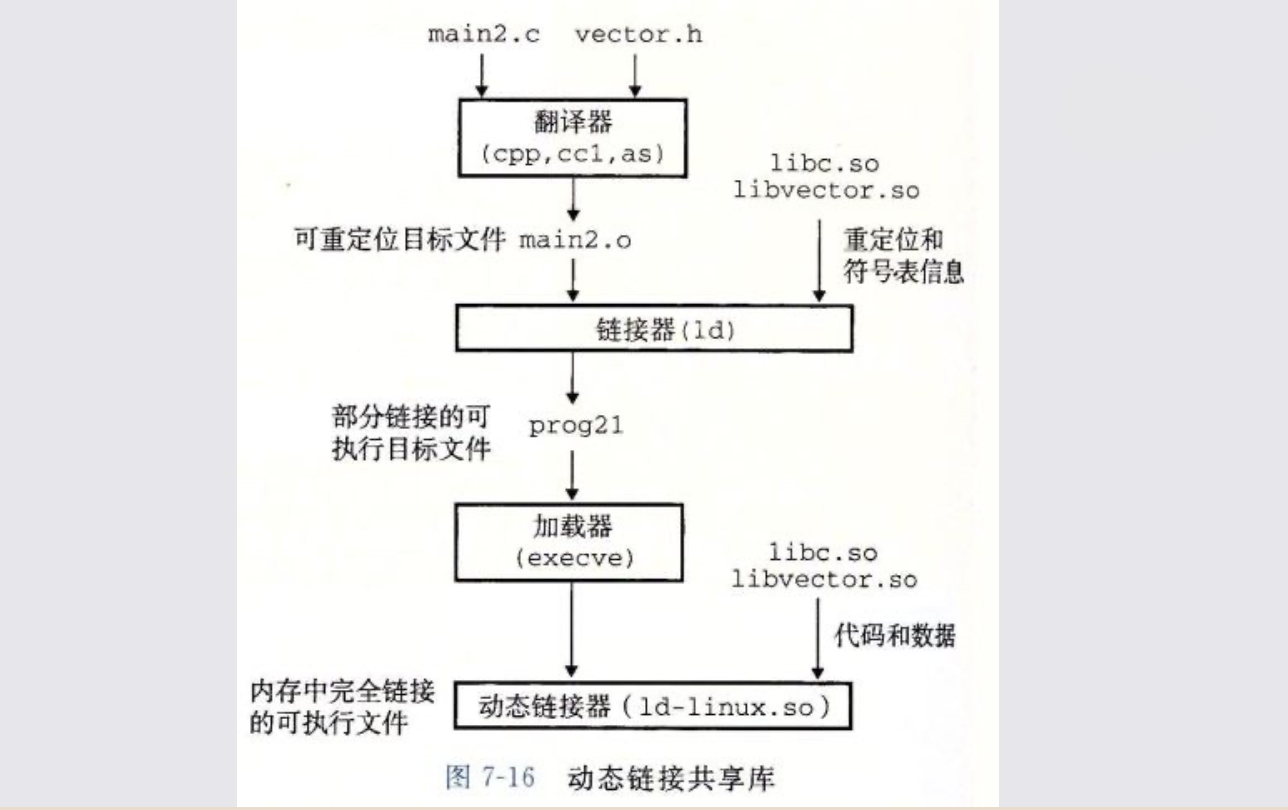 main2.c vector.h
翻译器
(cpp,cc1,as)
libc.so
libvector.so
可重定位目标文件 main2.o
重定位和
符号表信息
链接器(ld)
部分链接的可
执行目标文件
prog21
加载器
(execve)
libc.so
libvector.so
代码和数据
内存中完全链接
的可执行文件
动态链接器(ld-linux.so)
图 7-16 动态链接共享库